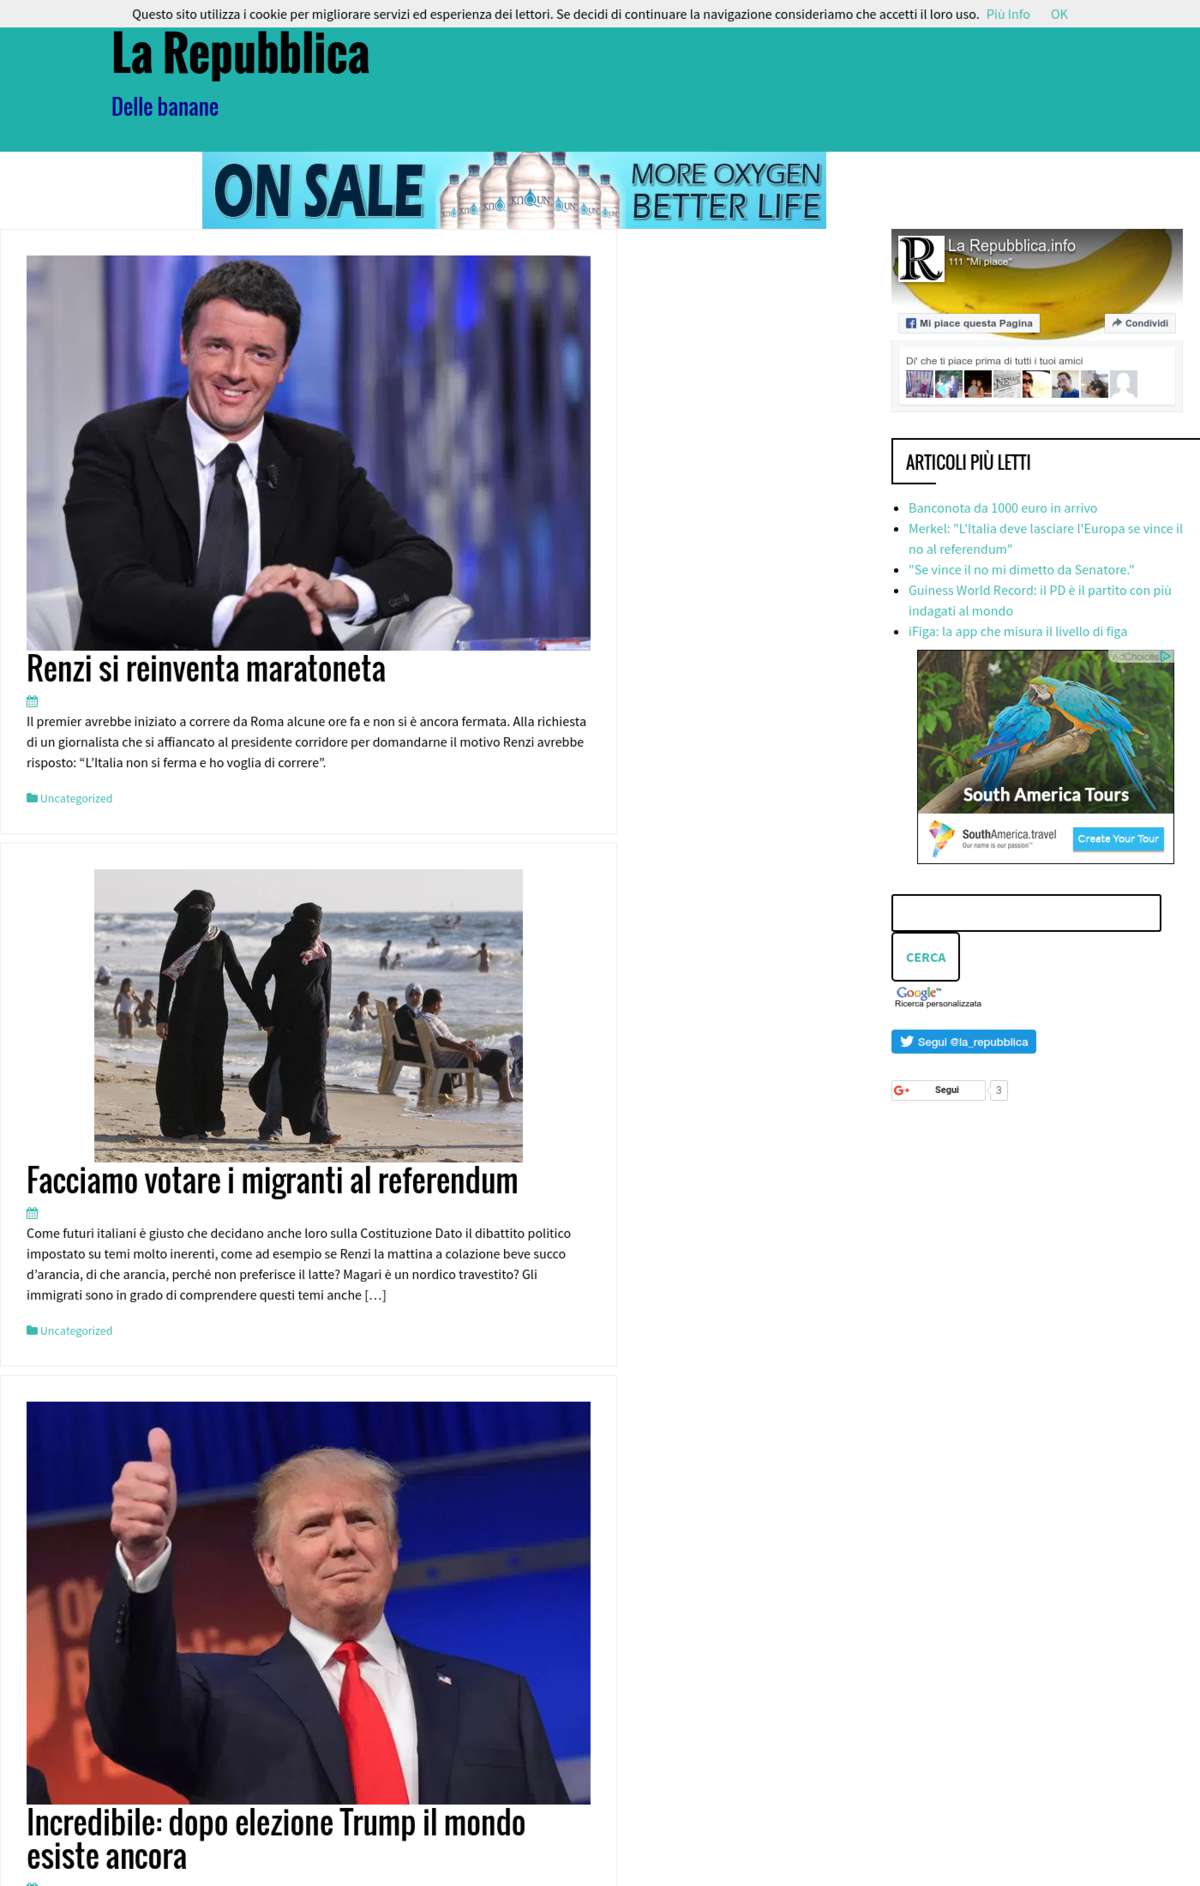 Questo sito utilizza i cookie per migliorare servizi ed esperienza dei lettori. Se decidi di continuare la navigazione consideriamo che accetti il loro uso. Più Info OK
La Repubblica
Delle banane
ON SALE
KNQUN
MORE OXYGEN
BETTER LIFE
Renzi si reinventa maratoneta
Il premier avrebbe iniziato a correre da Roma alcune ore fa e non si è ancora fermata. Alla richiesta
di un giornalista che si affiancato al presidente corridore per domandarne il motivo Renzi avrebbe
risposto: “L’Italia non si ferma e ho voglia di correre”.
Uncategorized
Facciamo votare i migranti al referendum
Come futuri italiani è giusto che decidano anche loro sulla Costituzione Dato il dibattito politico
impostato su temi molto inerenti, come ad esempio se Renzi la mattina a colazione beve succo
d’arancia, di che arancia, perché non preferisce il latte? Magari è un nordico travestito? Gli
immigrati sono in grado di comprendere questi temi anche […]
Uncategorized
Incredibile: dopo elezione Trump il mondo
esiste ancora
R
La Repubblica.info
111 "Mi piace"
Mi piace questa Pagina
Condividi
Di' che ti piace prima di tutti i tuoi amici
ARTICOLI PIÙ LETTI
Banconota da 1000 euro in arrivo
Merkel: "L'Italia deve lasciare l'Europa se vince il
no al referendum"
"Se vince il no mi dimetto da Senatore."
Guiness World Record: il PD è il partito con più
indagati al mondo
iFiga: la app che misura il livello di figa
AdChoices
South America Tours
SouthAmerica.travel
Our name is our passion™
Create Your Tour
CERCA
Google™
Ricerca personalizzata
Segui @la_repubblica
G+ Segui 3